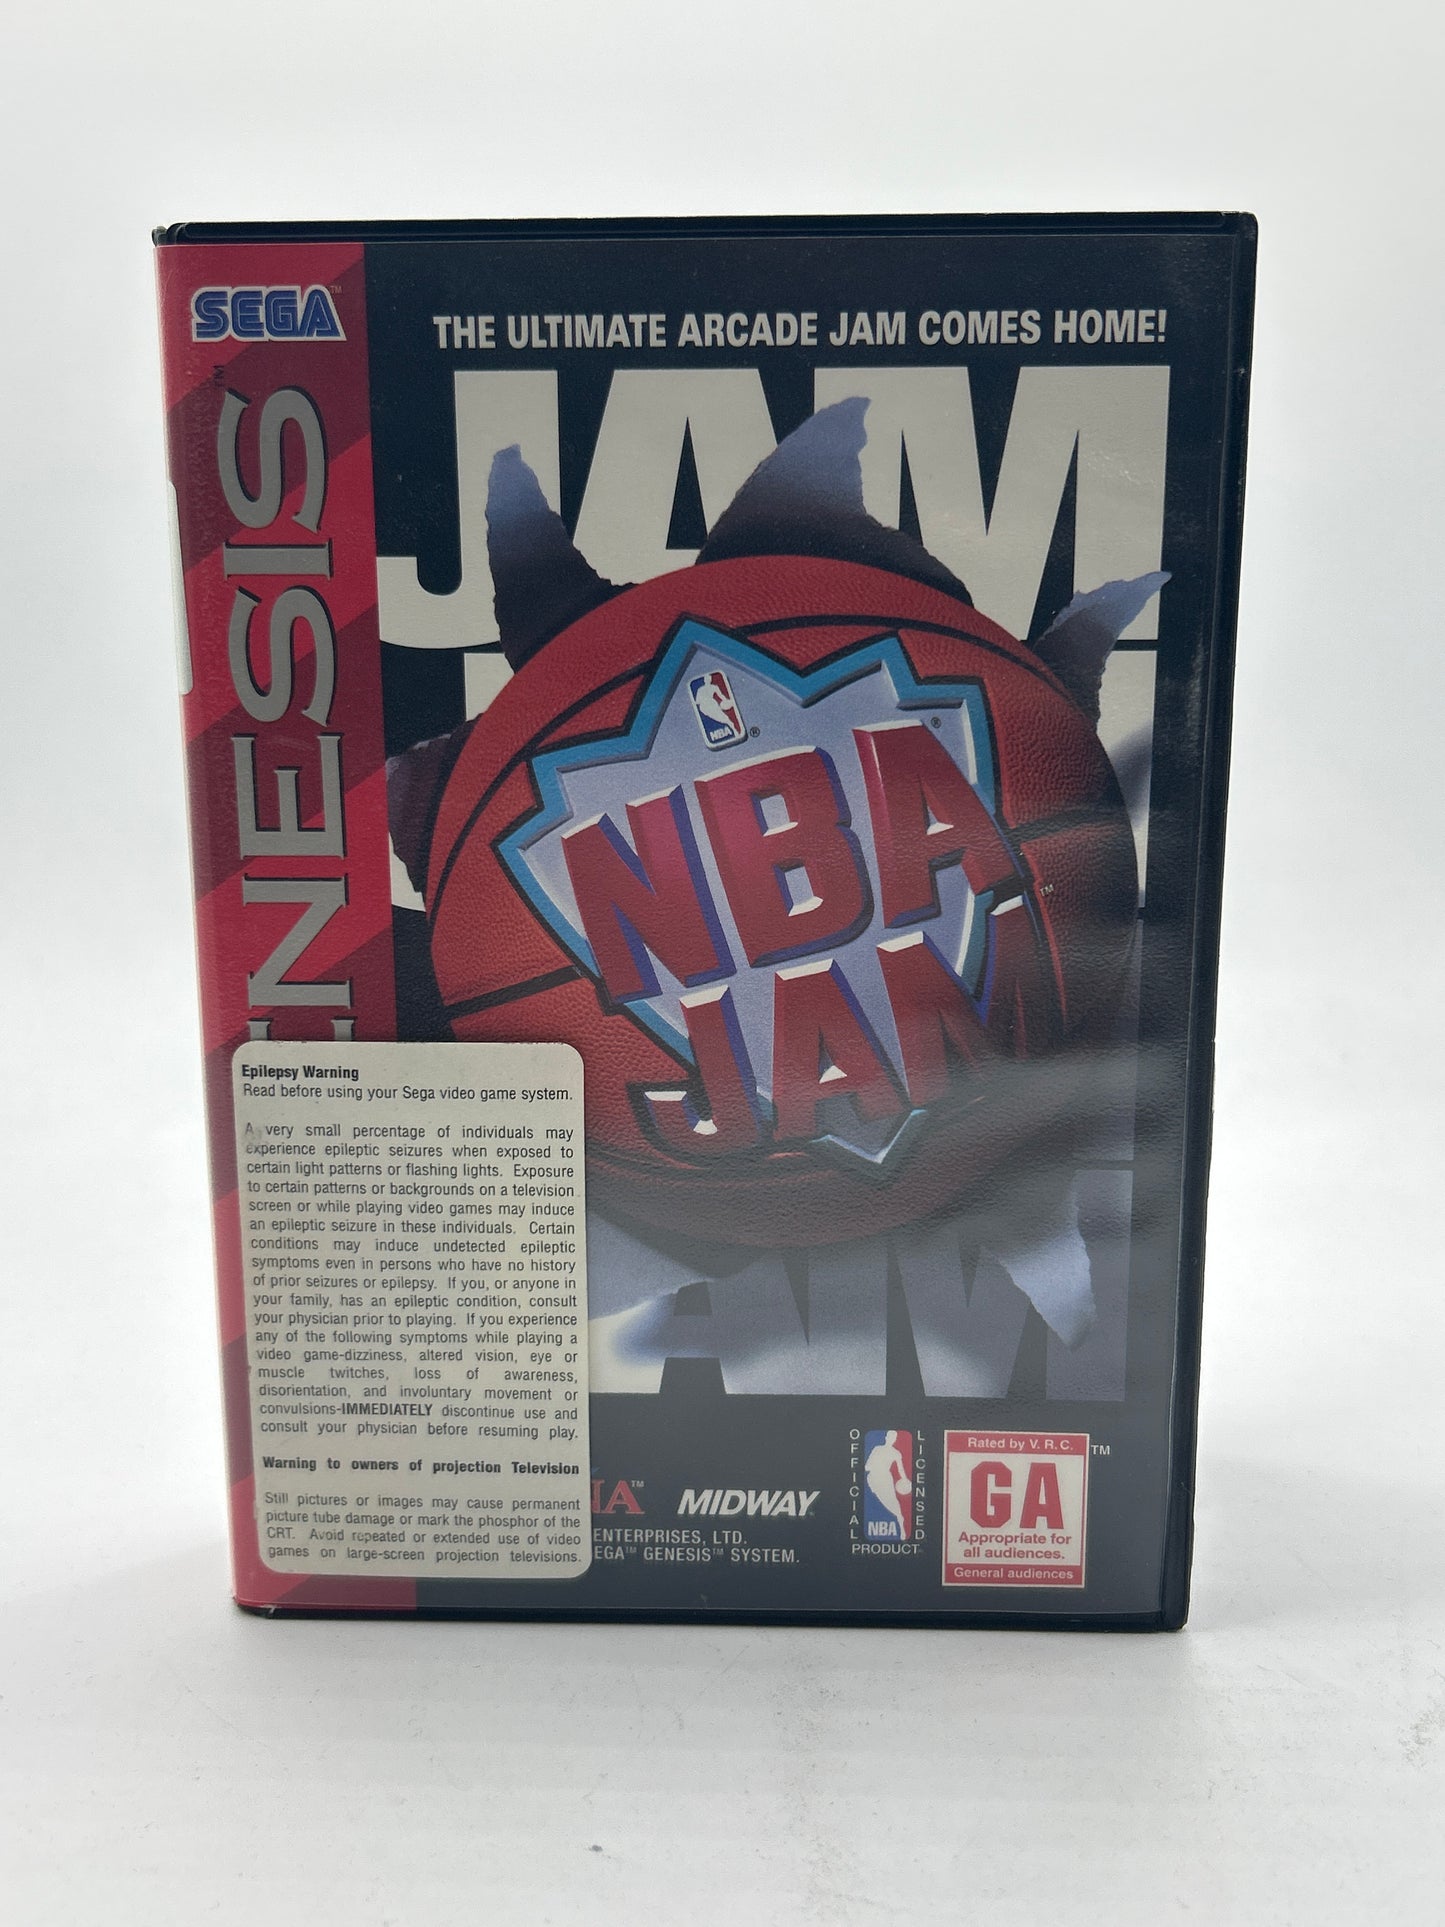 SEGA™
THE ULTIMATE ARCADE JAM COMES HOME!
GENESIS™
JAM
NBA ®
NBA ®
JAM ™
Epilepsy Warning
Read before using your Sega video game system.
A very small percentage of individuals may
experience epileptic seizures when exposed to
certain light patterns or flashing lights. Exposure
to certain patterns or backgrounds on a television
screen or while playing video games may induce
an epileptic seizure in these individuals. Certain
conditions may induce undetected epileptic
symptoms even in persons who have no history
of prior seizures or epilepsy. If you, or anyone in
your family, has an epileptic condition, consult
your physician prior to playing. If you experience
any of the following symptoms while playing a
video game-dizziness, altered vision, eye or
muscle twitches, loss of awareness,
disorientation, and involuntary movement or
convulsions-IMMEDIATELY discontinue use and
consult your physician before resuming play.
Warning to owners of projection Television
Still pictures or images may cause permanent
picture tube damage or mark the phosphor of the
CRT. Avoid repeated or extended use of video
games on large-screen projection televisions.
MIDWAY
ENTERPRISES, LTD.
EGA™ GENESIS™ SYSTEM.
OFFICIAL
LICENSED
NBA
PRODUCT
Rated by V. R. C. ™
GA
Appropriate for
all audiences.
General audiences